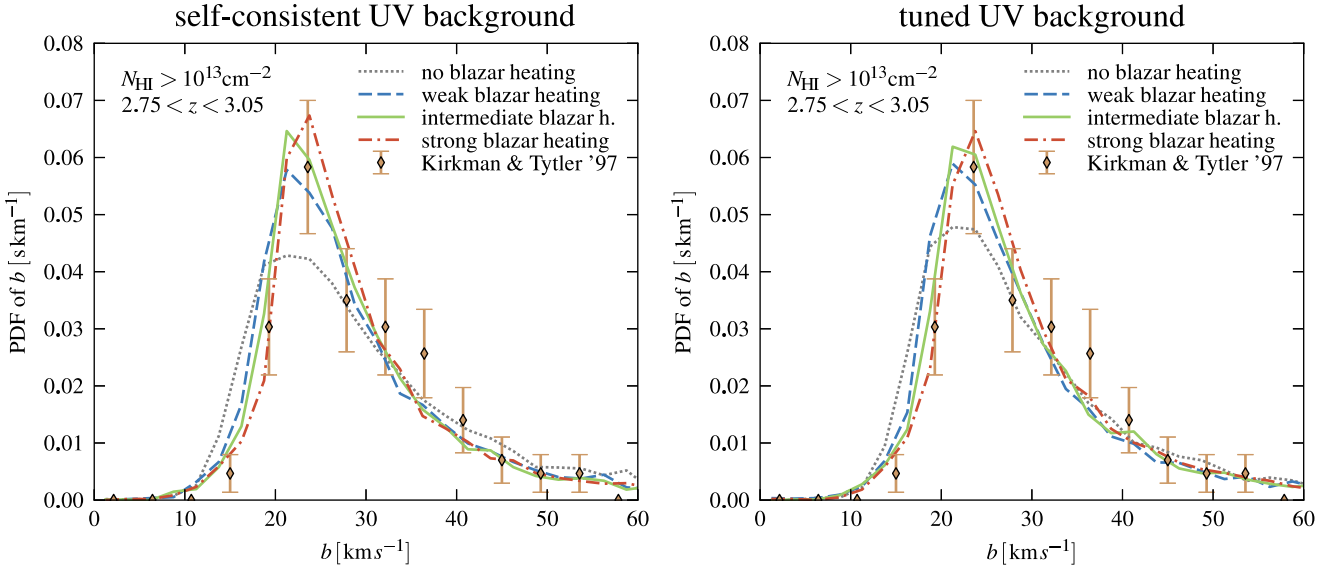 self-consistent UV background
0.08
0.07
0.06
0.05
0.04
0.03
0.02
0.01
0.00
PDF of b [ s km⁻¹]
N_HI > 10¹³cm⁻²
2.75 < z < 3.05
no blazar heating
weak blazar heating
intermediate blazar h.
strong blazar heating
Kirkman & Tytler ’97
0 10 20 30 40 50 60
b [km s⁻¹]
tuned UV background
0.08
0.07
0.06
0.05
0.04
0.03
0.02
0.01
0.00
PDF of b [ s km⁻¹]
N_HI > 10¹³cm⁻²
2.75 < z < 3.05
no blazar heating
weak blazar heating
intermediate blazar h.
strong blazar heating
Kirkman & Tytler ’97
0 10 20 30 40 50 60
b [km s⁻¹]